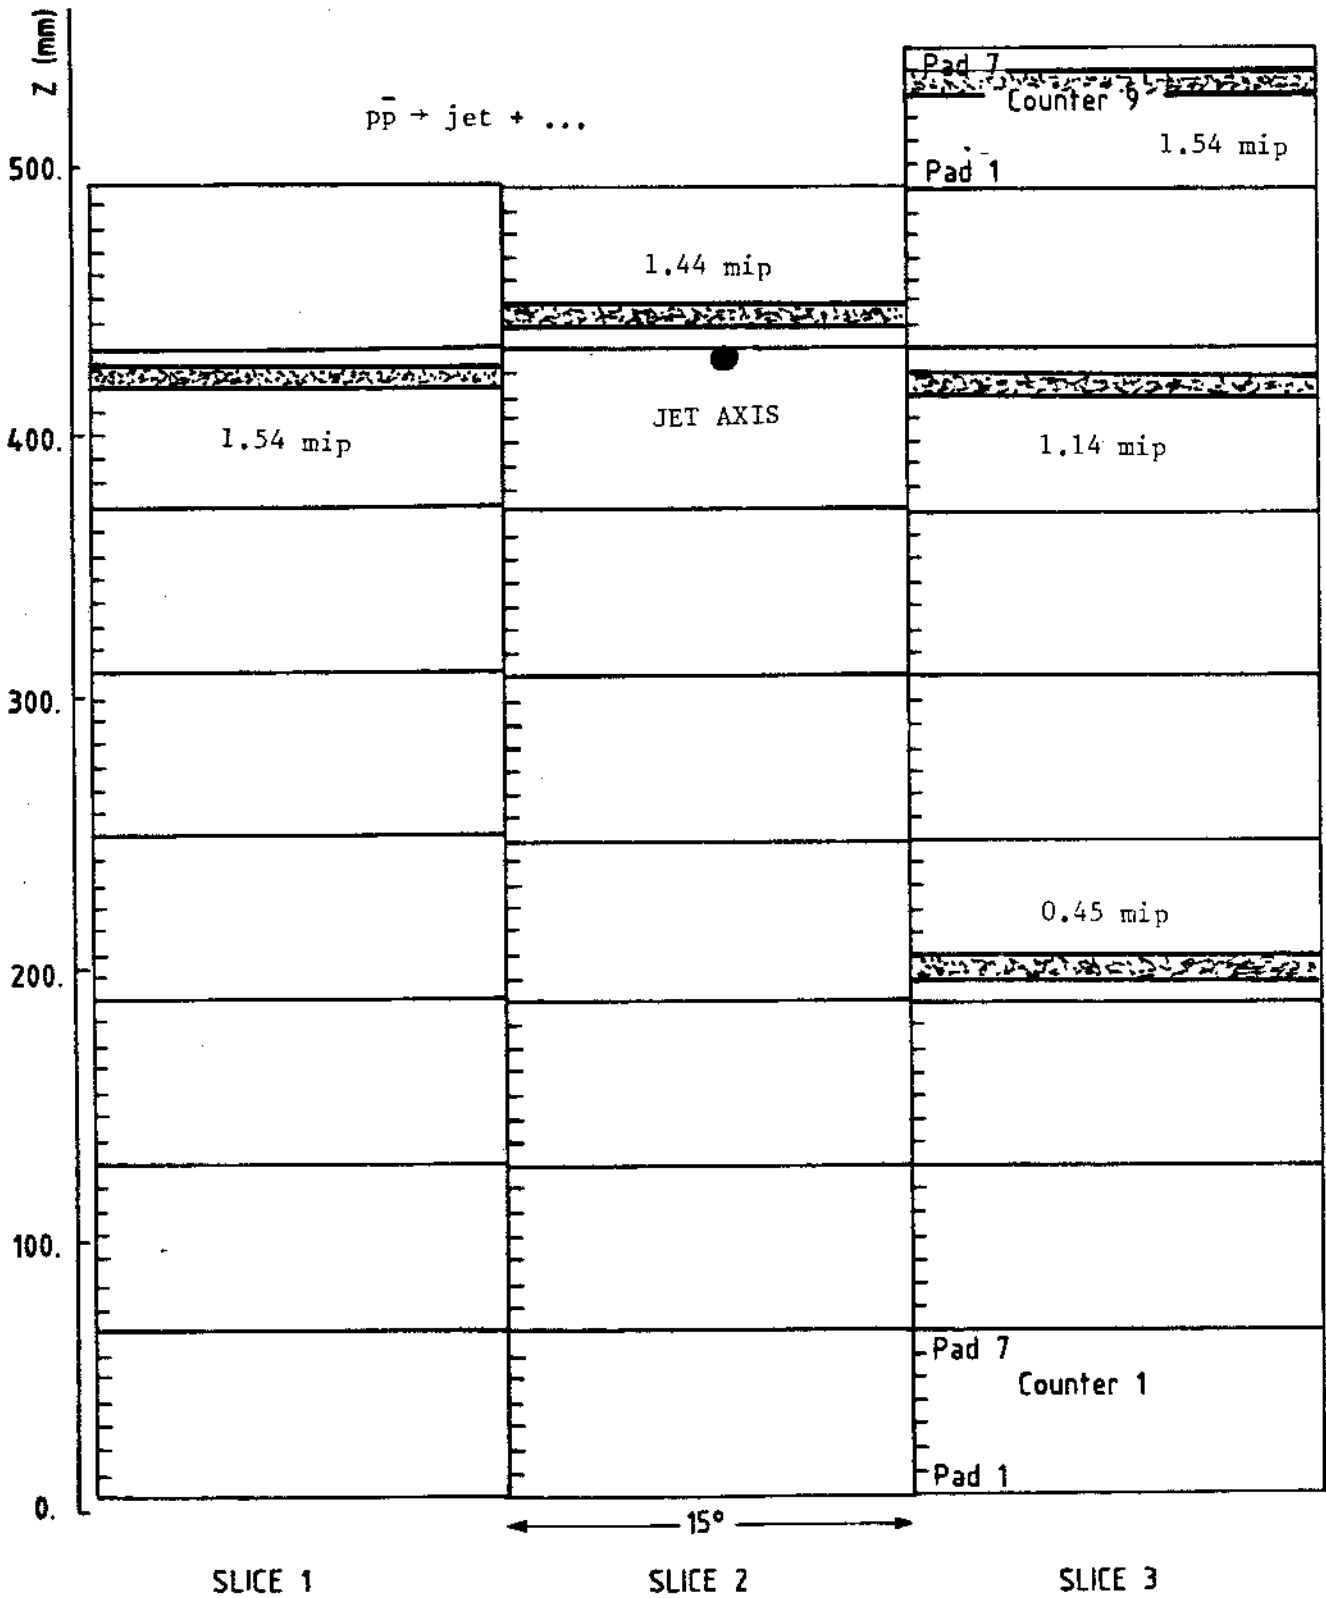 Z (mm)
pp̄ → jet + ...
Pad 7
Counter 9
1.54 mip
Pad 1
500.
1.44 mip
JET AXIS
400.
1.54 mip
1.14 mip
300.
0.45 mip
200.
100.
Pad 7
Counter 1
Pad 1
0.
15°
SLICE 1
SLICE 2
SLICE 3